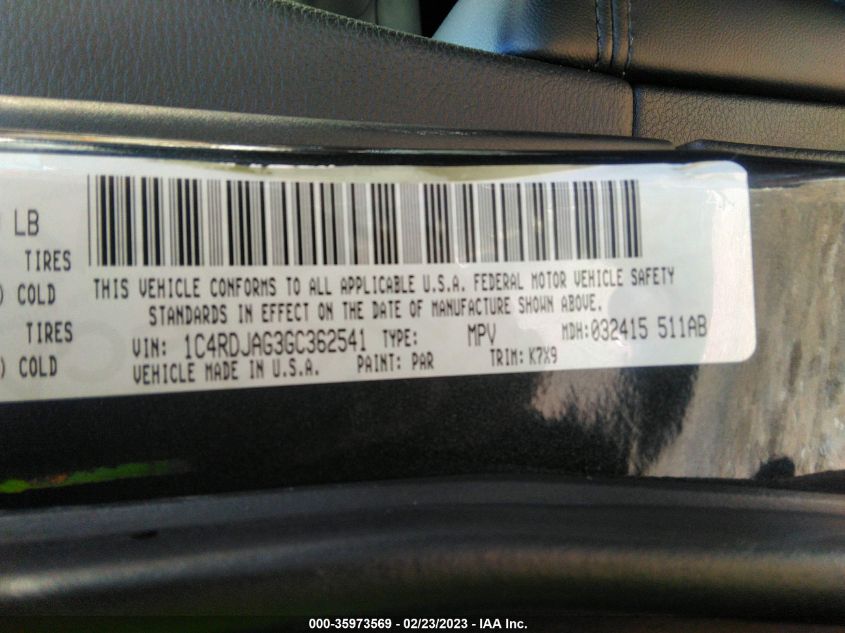 LB
TIRES
) COLD
TIRES
) COLD
THIS VEHICLE CONFORMS TO ALL APPLICABLE U.S.A. FEDERAL MOTOR VEHICLE SAFETY
STANDARDS IN EFFECT ON THE DATE OF MANUFACTURE SHOWN ABOVE.
VIN: 1C4RDJAG3GC362541 TYPE: MPV MDH:032415 511AB
VEHICLE MADE IN U.S.A. PAINT: PAR TRIM: K7X9
000-35973569 / 02/23/2023 - IAA Inc.